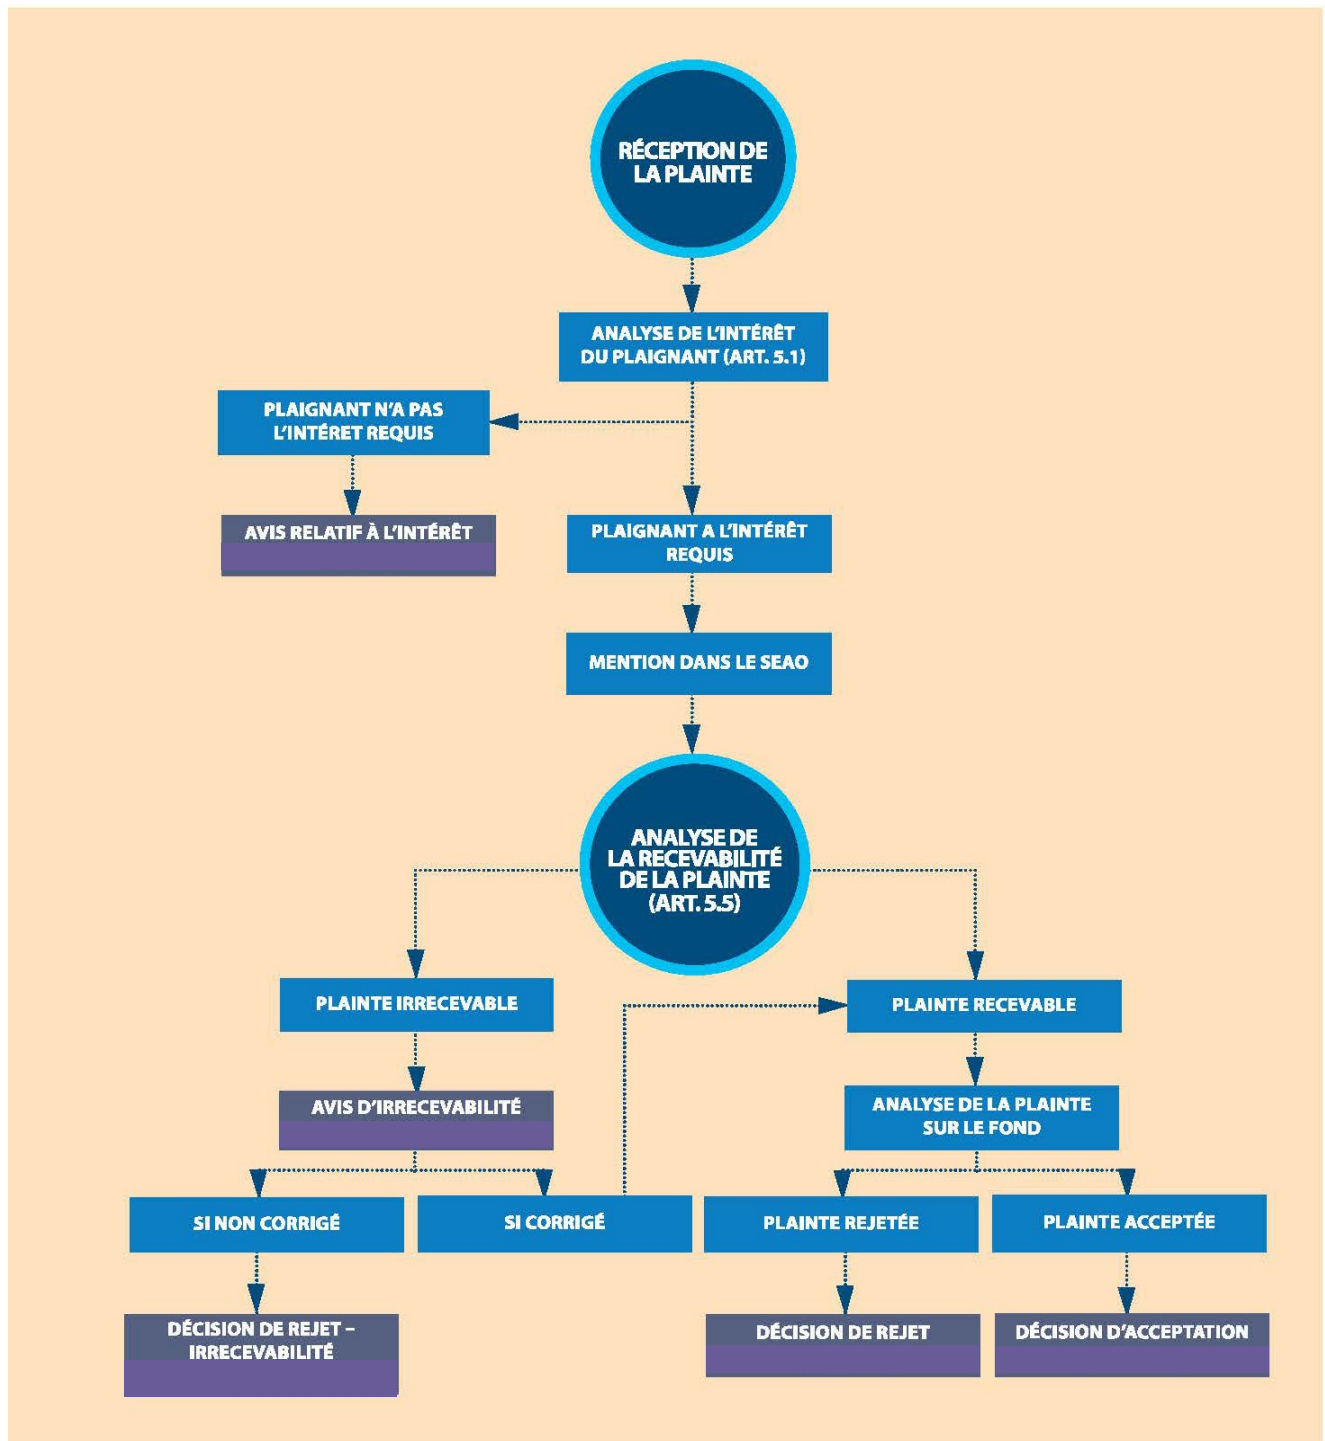 RÉCEPTION DE
LA PLAINTE
ANALYSE DE L'INTÉRÊT
DU PLAIGNANT (ART. 5.1)
PLAIGNANT N'A PAS
L'INTÉRET REQUIS
AVIS RELATIF À L'INTÉRÊT
PLAIGNANT A L'INTÉRÊT
REQUIS
MENTION DANS LE SEAO
ANALYSE DE
LA RECEVABILITÉ
DE LA PLAINTE
(ART. 5.5)
PLAINTE IRRECEVABLE
PLAINTE RECEVABLE
AVIS D'IRRECEVABILITÉ
ANALYSE DE LA PLAINTE
SUR LE FOND
SI NON CORRIGÉ
SI CORRIGÉ
PLAINTE REJETÉE
PLAINTE ACCEPTÉE
DÉCISION DE REJET –
IRRECEVABILITÉ
DÉCISION DE REJET
DÉCISION D'ACCEPTATION